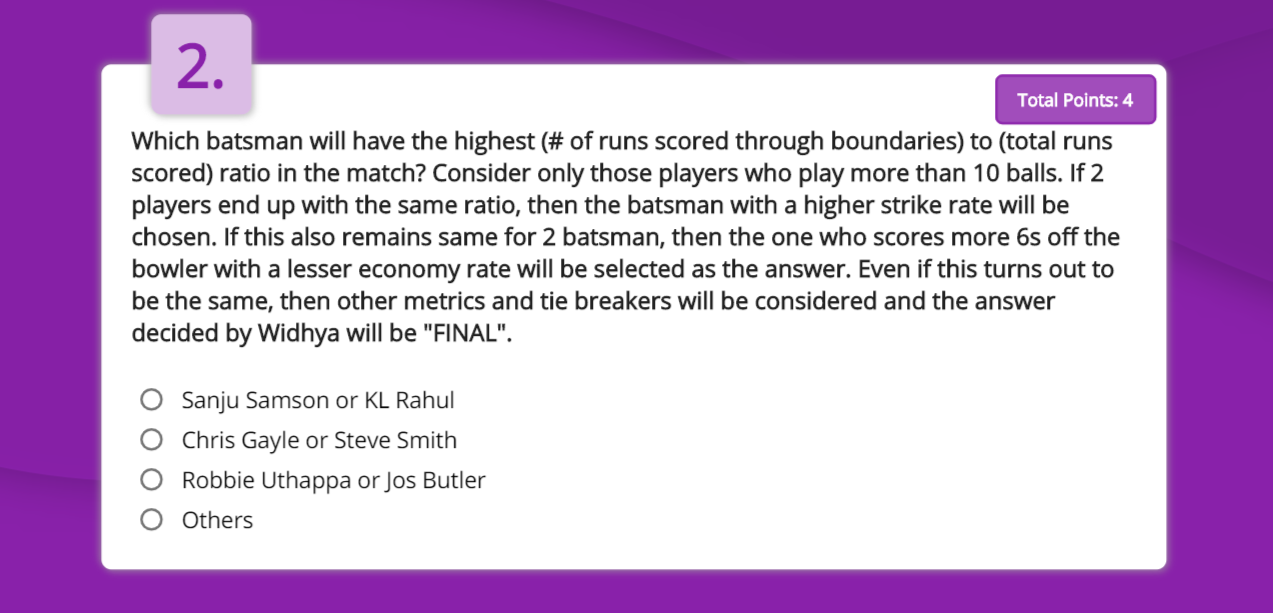 2.
Total Points: 4
Which batsman will have the highest (# of runs scored through boundaries) to (total runs
scored) ratio in the match? Consider only those players who play more than 10 balls. If 2
players end up with the same ratio, then the batsman with a higher strike rate will be
chosen. If this also remains same for 2 batsman, then the one who scores more 6s off the
bowler with a lesser economy rate will be selected as the answer. Even if this turns out to
be the same, then other metrics and tie breakers will be considered and the answer
decided by Widhya will be "FINAL".
Sanju Samson or KL Rahul
Chris Gayle or Steve Smith
Robbie Uthappa or Jos Butler
Others